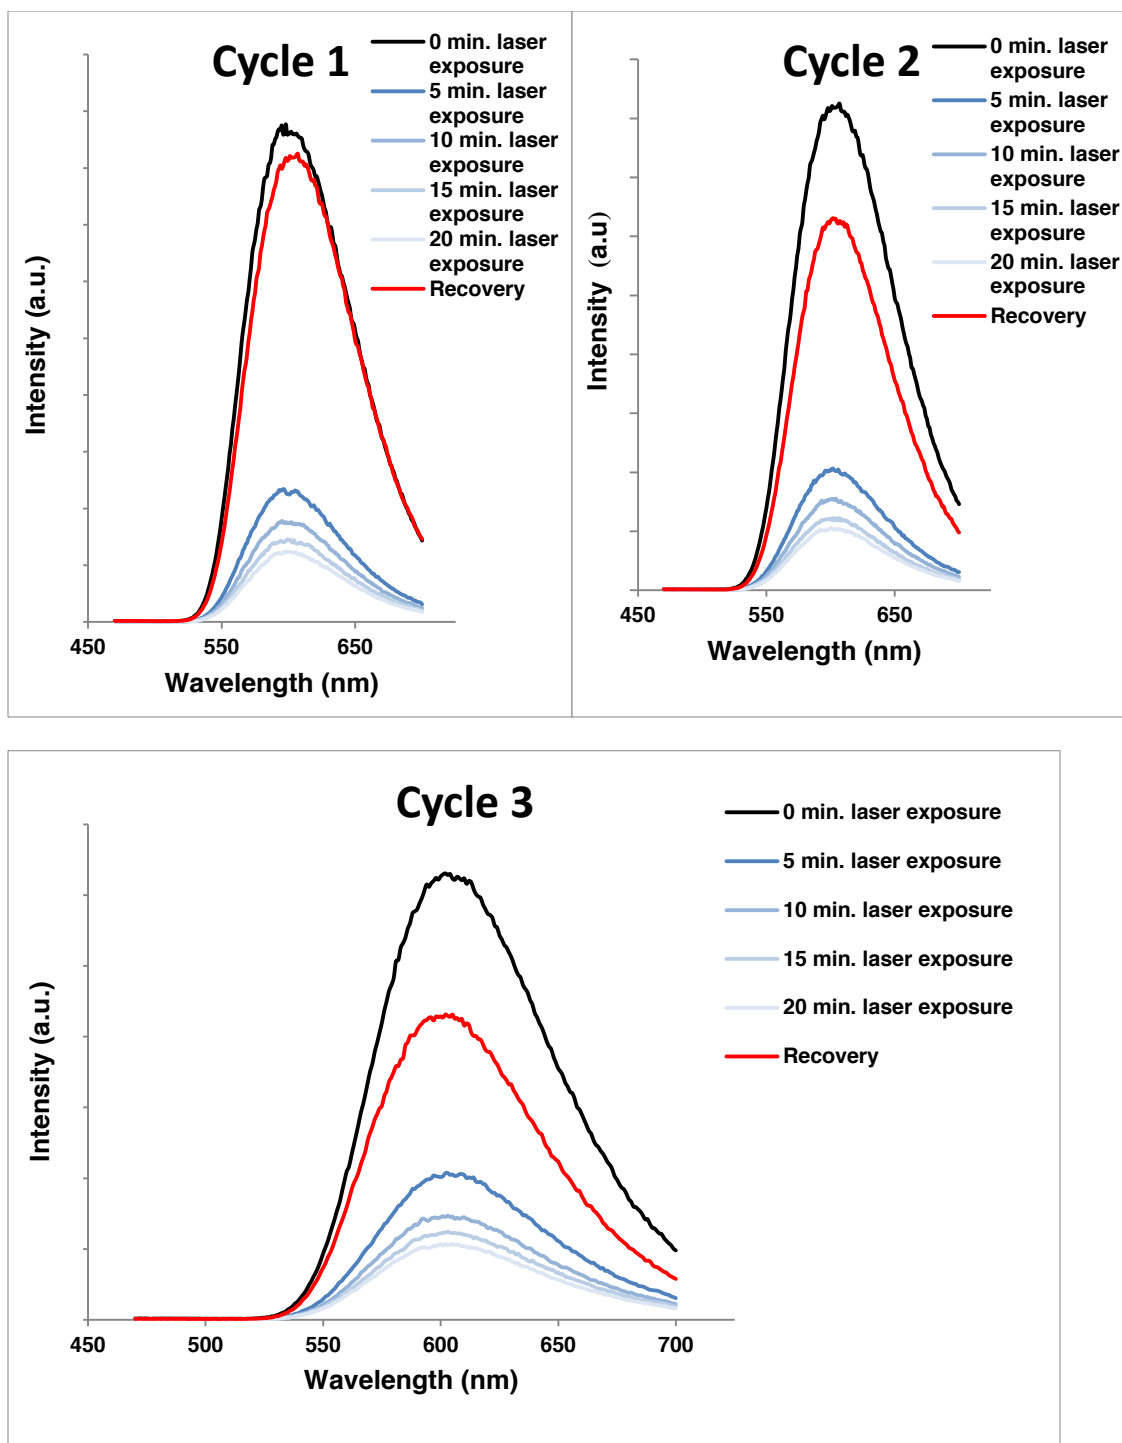 Cycle 1
0 min. laser
exposure
5 min. laser
exposure
10 min. laser
exposure
15 min. laser
exposure
20 min. laser
exposure
Recovery
Intensity (a.u.)
450
550
650
Wavelength (nm)
Cycle 2
0 min. laser
exposure
5 min. laser
exposure
10 min. laser
exposure
15 min. laser
exposure
20 min. laser
exposure
Recovery
Intensity (a.u)
450
550
650
Wavelength (nm)
Cycle 3
0 min. laser exposure
5 min. laser exposure
10 min. laser exposure
15 min. laser exposure
20 min. laser exposure
Recovery
Intensity (a.u.)
450
500
550
600
650
700
Wavelength (nm)